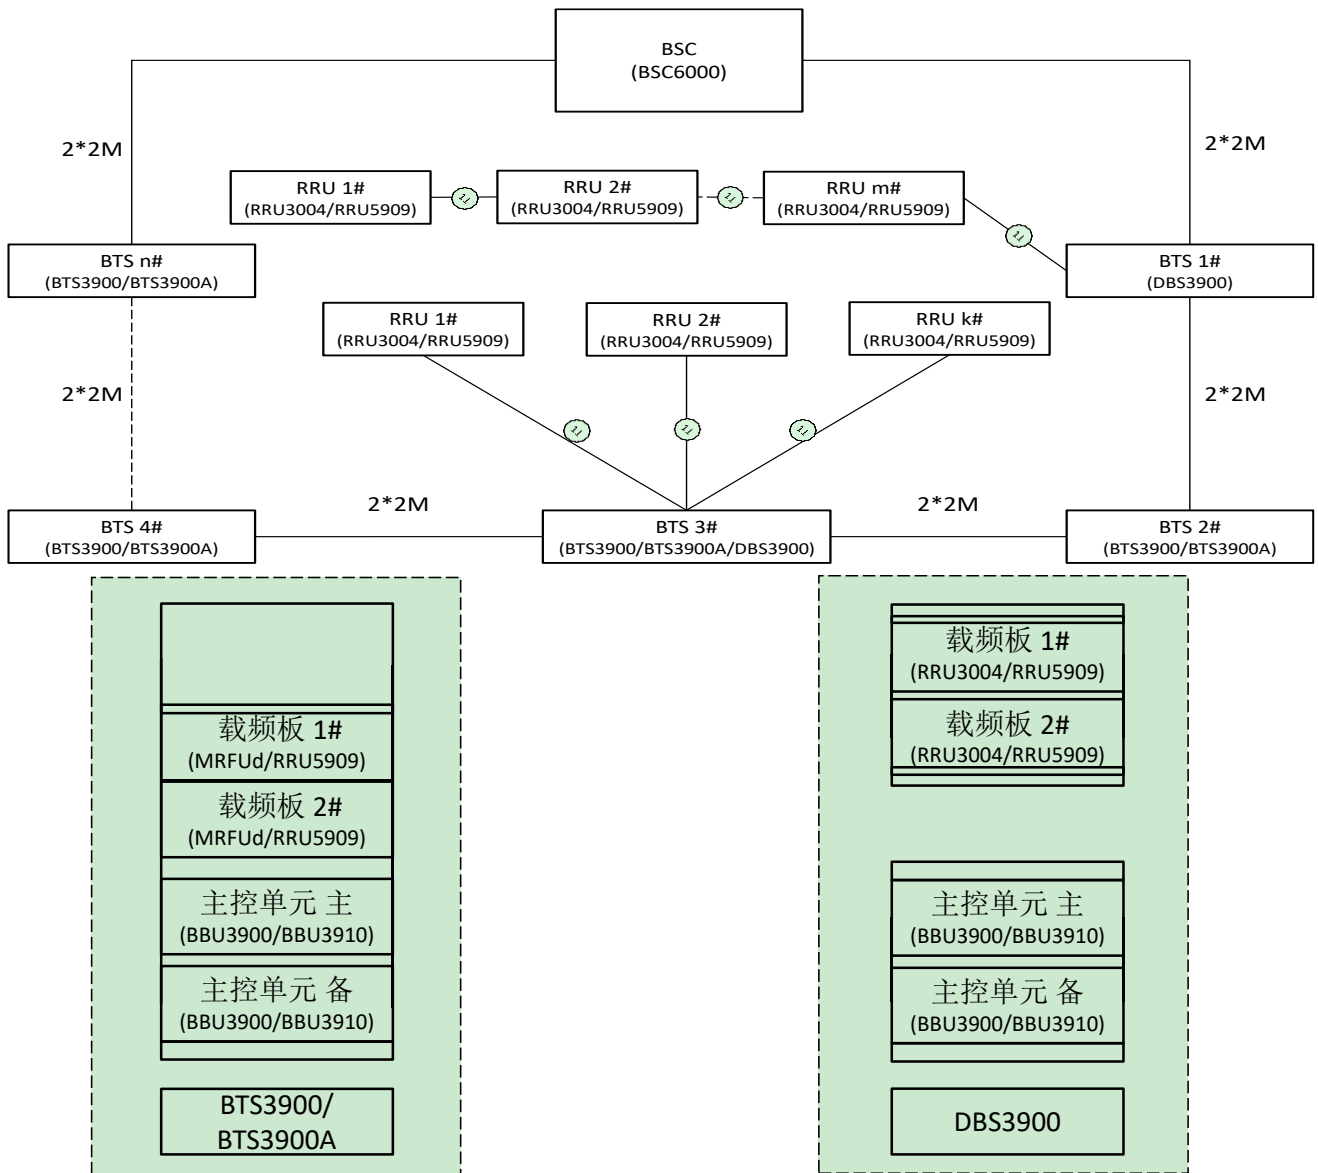 BSC
(BSC6000)
2*2M
2*2M
RRU 1#
(RRU3004/RRU5909)
RRU 2#
(RRU3004/RRU5909)
RRU m#
(RRU3004/RRU5909)
BTS n#
(BTS3900/BTS3900A)
BTS 1#
(DBS3900)
RRU 1#
(RRU3004/RRU5909)
RRU 2#
(RRU3004/RRU5909)
RRU k#
(RRU3004/RRU5909)
2*2M
2*2M
2*2M
2*2M
BTS 4#
(BTS3900/BTS3900A)
BTS 3#
(BTS3900/BTS3900A/DBS3900)
BTS 2#
(BTS3900/BTS3900A)
载频板 1#
(MRFUd/RRU5909)
载频板 2#
(MRFUd/RRU5909)
主控单元 主
(BBU3900/BBU3910)
主控单元 备
(BBU3900/BBU3910)
BTS3900/
BTS3900A
载频板 1#
(RRU3004/RRU5909)
载频板 2#
(RRU3004/RRU5909)
主控单元 主
(BBU3900/BBU3910)
主控单元 备
(BBU3900/BBU3910)
DBS3900